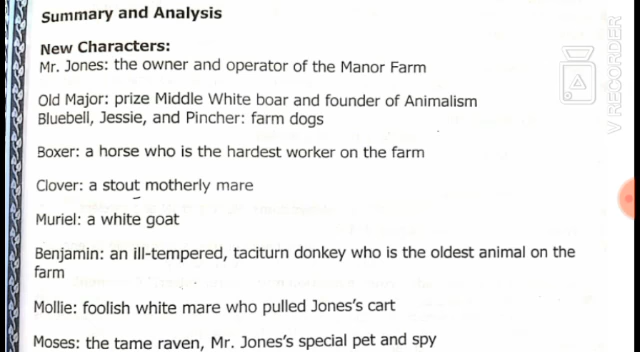 Summary and Analysis
New Characters:
Mr. Jones: the owner and operator of the Manor Farm
Old Major: prize Middle White boar and founder of Animalism
Bluebell, Jessie, and Pincher: farm dogs
Boxer: a horse who is the hardest worker on the farm
Clover: a stout motherly mare
Muriel: a white goat
Benjamin: an ill-tempered, taciturn donkey who is the oldest animal on the
farm
Mollie: foolish white mare who pulled Jones's cart
Moses: the tame raven, Mr. Jones's special pet and spy
V RECORDER